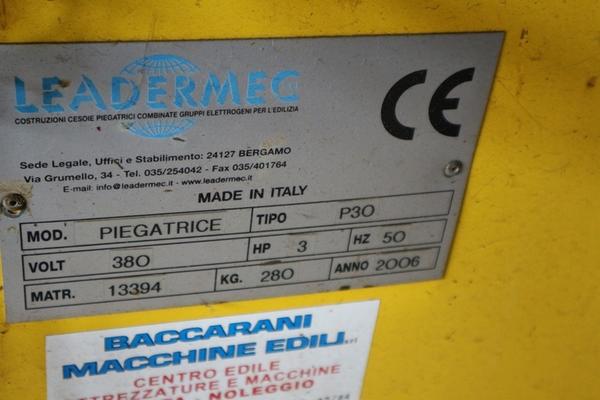 LEADERMEC
COSTRUZIONI CESOIE PIEGATRICI COMBINATE GRUPPI ELETTROGENI PER L'EDILIZIA
CE
Sede Legale, Uffici e Stabilimento: 24127 BERGAMO
Via Grumello, 34 - Tel. 035/254042 - Fax 035/401764
E-mail: info@leadermec.it - www.leadermec.it
MADE IN ITALY
MOD. PIEGATRICE TIPO P30
VOLT 380 HP 3 HZ 50
MATR. 13394 KG. 280 ANNO 2006
BACCARANI
MACCHINE EDILI s.r.l.
CENTRO EDILE
ATTREZZATURE E MACCHINE
NOLEGGIO